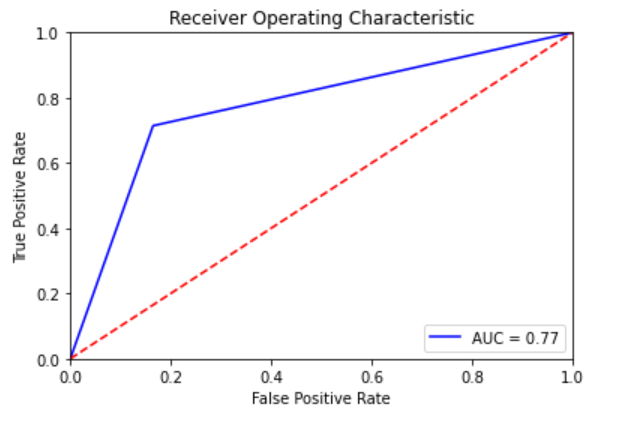 Receiver Operating Characteristic
1.0
0.8
0.6
0.4
0.2
0.0
True Positive Rate
AUC = 0.77
0.0 0.2 0.4 0.6 0.8 1.0
False Positive Rate